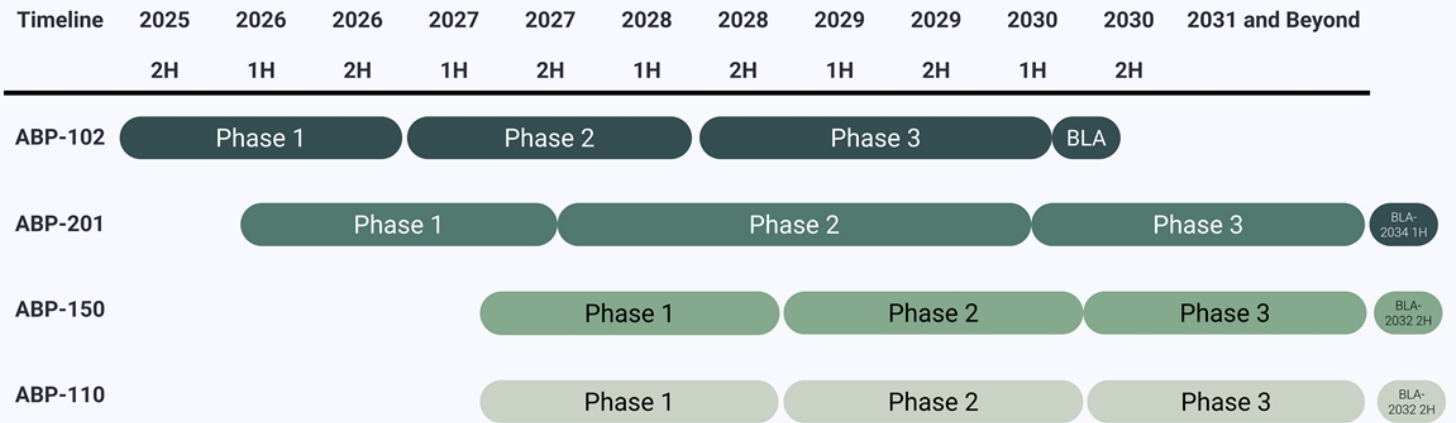 Timeline 2025 2026 2026 2027 2027 2028 2028 2029 2029 2030 2030 2031 and Beyond
2H 1H 2H 1H 2H 1H 2H 1H 2H 1H 2H
ABP-102 Phase 1 Phase 2 Phase 3 BLA
ABP-201 Phase 1 Phase 2 Phase 3 BLA-
2034 1H
ABP-150 Phase 1 Phase 2 Phase 3 BLA-
2032 2H
ABP-110 Phase 1 Phase 2 Phase 3 BLA-
2032 2H